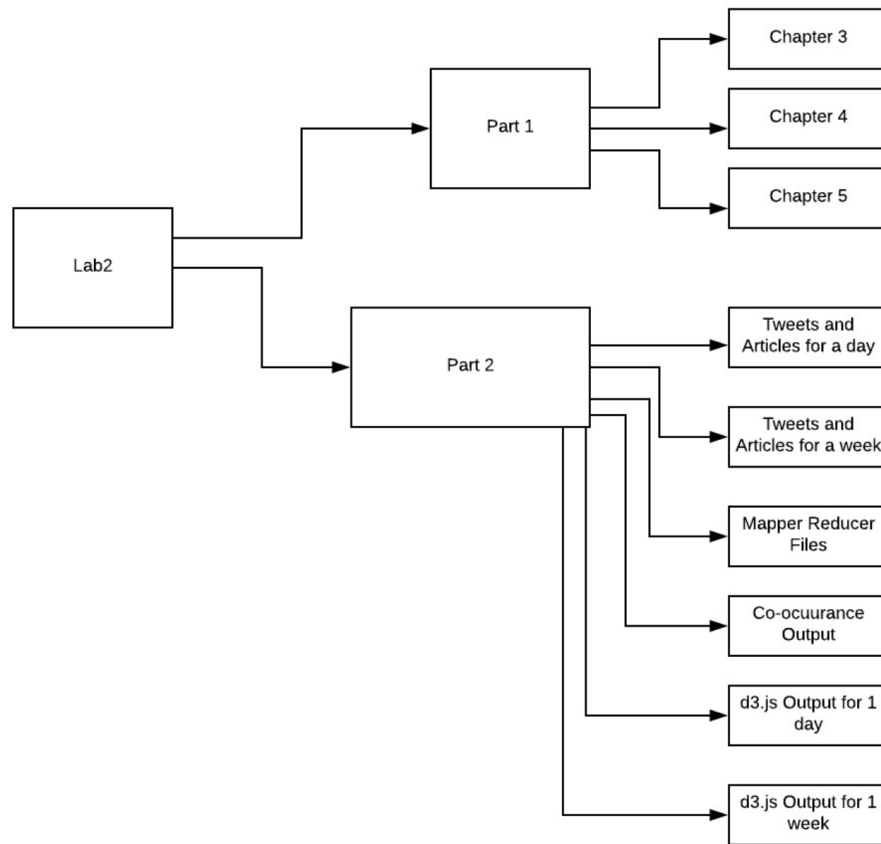 Chapter 3
Part 1
Chapter 4
Chapter 5
Lab2
Part 2
Tweets and
Articles for a day
Tweets and
Articles for a week
Mapper Reducer
Files
Co-ocuurance
Output
d3.js Output for 1
day
d3.js Output for 1
week